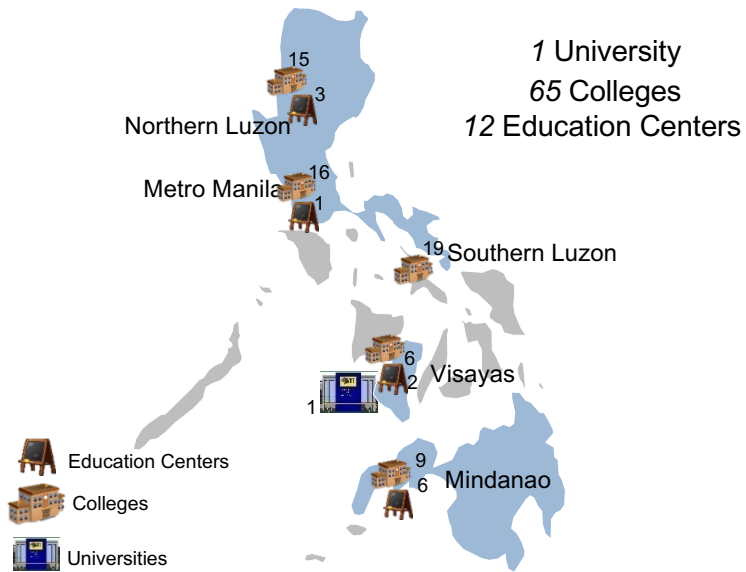 1 University
65 Colleges
12 Education Centers
15
3
Northern Luzon
16
Metro Manila
1
19
Southern Luzon
6
2
Visayas
1
9
6
Mindanao
Education Centers
Colleges
Universities